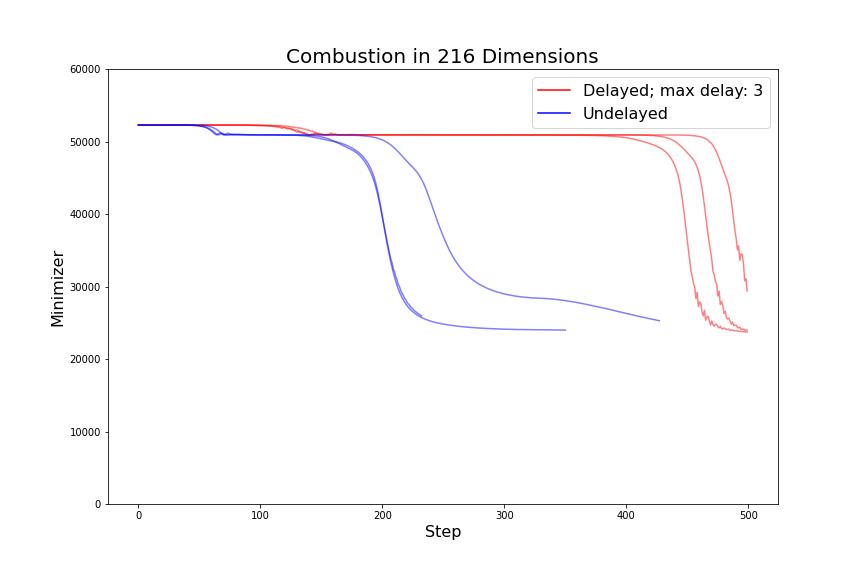 Combustion in 216 Dimensions
Delayed; max delay: 3
Undelayed
Minimizer
60000
50000
40000
30000
20000
10000
0
0 100 200 300 400 500
Step